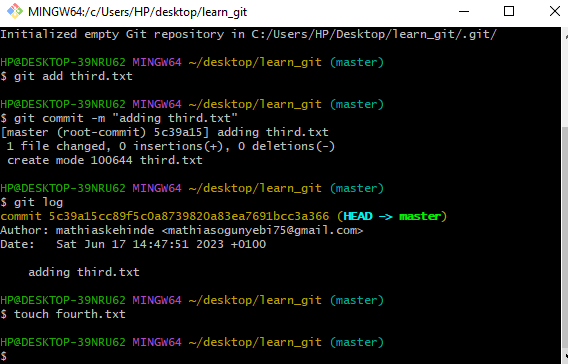 MINGW64:/c/Users/HP/desktop/learn_git
Initialized empty Git repository in C:/Users/HP/Desktop/learn_git/.git/
HP@DESKTOP-39NRU62 MINGW64 ~/desktop/learn_git (master)
$ git add third.txt
HP@DESKTOP-39NRU62 MINGW64 ~/desktop/learn_git (master)
$ git commit -m "adding third.txt"
[master (root-commit) 5c39a15] adding third.txt
1 file changed, 0 insertions(+), 0 deletions(-)
create mode 100644 third.txt
HP@DESKTOP-39NRU62 MINGW64 ~/desktop/learn_git (master)
$ git log
commit 5c39a15cc89f5c0a8739820a83ea7691bcc3a366 (HEAD -> master)
Author: mathiaskehinde <mathiasogunyebi75@gmail.com>
Date:   Sat Jun 17 14:47:51 2023 +0100
adding third.txt
HP@DESKTOP-39NRU62 MINGW64 ~/desktop/learn_git (master)
$ touch fourth.txt
HP@DESKTOP-39NRU62 MINGW64 ~/desktop/learn_git (master)
$